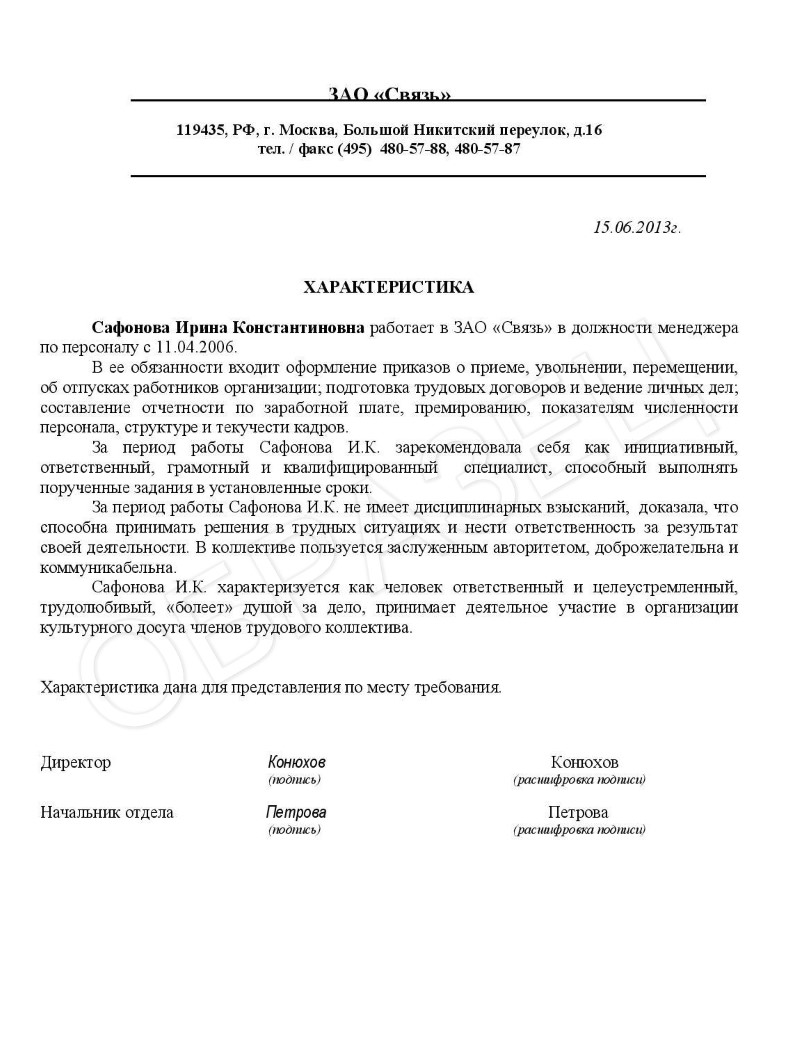 ЗАО «Связь»
119435, РФ, г. Москва, Большой Никитский переулок, д.16
тел. / факс (495) 480-57-88, 480-57-87
15.06.2013г.
ХАРАКТЕРИСТИКА
Сафонова Ирина Константиновна работает в ЗАО «Связь» в должности менеджера
по персоналу с 11.04.2006.
В ее обязанности входит оформление приказов о приеме, увольнении, перемещении,
об отпусках работников организации; подготовка трудовых договоров и ведение личных дел;
составление отчетности по заработной плате, премированию, показателям численности
персонала, структуре и текучести кадров.
За период работы Сафонова И.К. зарекомендовала себя как инициативный,
ответственный, грамотный и квалифицированный специалист, способный выполнять
порученные задания в установленные сроки.
За период работы Сафонова И.К. не имеет дисциплинарных взысканий, доказала, что
способна принимать решения в трудных ситуациях и нести ответственность за результат
своей деятельности. В коллективе пользуется заслуженным авторитетом, доброжелательна и
коммуникабельна.
Сафонова И.К. характеризуется как человек ответственный и целеустремленный,
трудолюбивый, «болеет» душой за дело, принимает деятельное участие в организации
культурного досуга членов трудового коллектива.
ОБРАЗЕЦ
Характеристика дана для представления по месту требования.
Директор Конюхов Конюхов
(подпись) (расшифровка подписи)
Начальник отдела Петрова Петрова
(подпись) (расшифровка подписи)